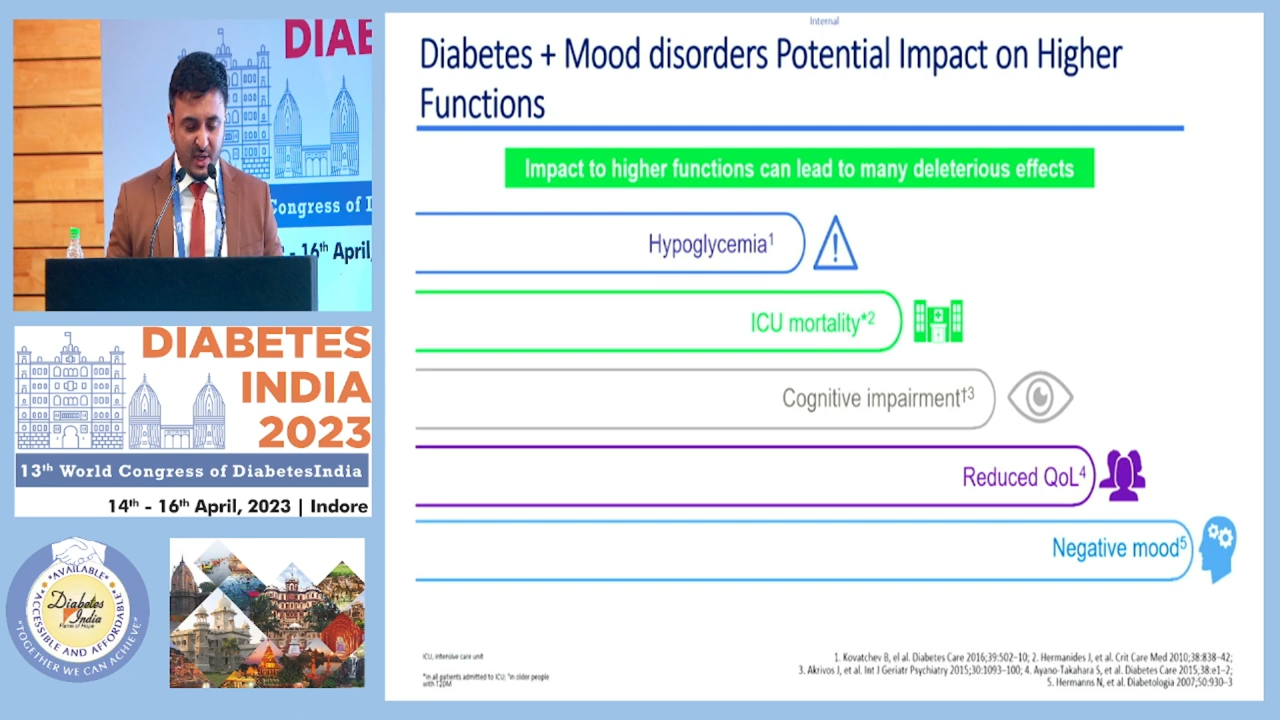 DIAB
Congress of I
- 16th April,
DIABETES
INDIA
2023
13th World Congress of DiabetesIndia
14th - 16th April, 2023 | Indore
*AVAILABLE*
*ACCESSIBLE AND AFFORDABLE*
Diabetes
India
"TOGETHER WE CAN ACHIEVE"
Internal
Diabetes + Mood disorders Potential Impact on Higher
Functions
Impact to higher functions can lead to many deleterious effects
Hypoglycemia1
ICU mortality*2
Cognitive impairment†3
Reduced QoL4
Negative mood5
ICU, intensive care unit
*in all patients admitted to ICU; †in older people
with T2DM
1. Kovatchev B, el al. Diabetes Care 2016;39:502–10; 2. Hermanides J, et al. Crit Care Med 2010;38:838–42;
3. Akrivos J, et al. Int J Geriatr Psychiatry 2015;30:1093–100; 4. Ayano-Takahara S, et al. Diabetes Care 2015;38:e1–2;
5. Hermanns N, et al. Diabetologia 2007;50:930–3